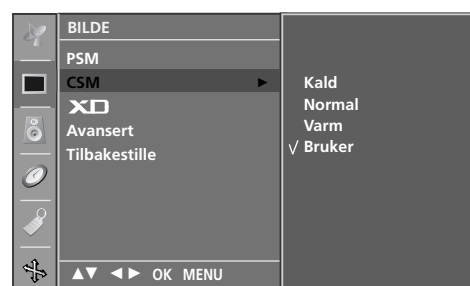 BILDE
PSM
CSM ►
XD
Avansert
Tilbakestille
▲▼ ◄► OK MENU
Kald
Normal
Varm
√ Bruker